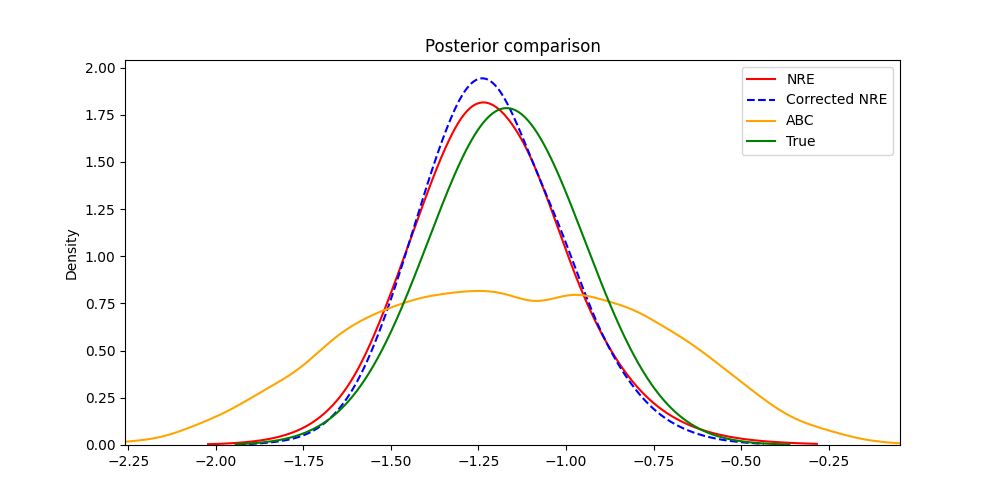 Posterior comparison
NRE
Corrected NRE
ABC
True
Density
2.00
1.75
1.50
1.25
1.00
0.75
0.50
0.25
0.00
−2.25 −2.00 −1.75 −1.50 −1.25 −1.00 −0.75 −0.50 −0.25